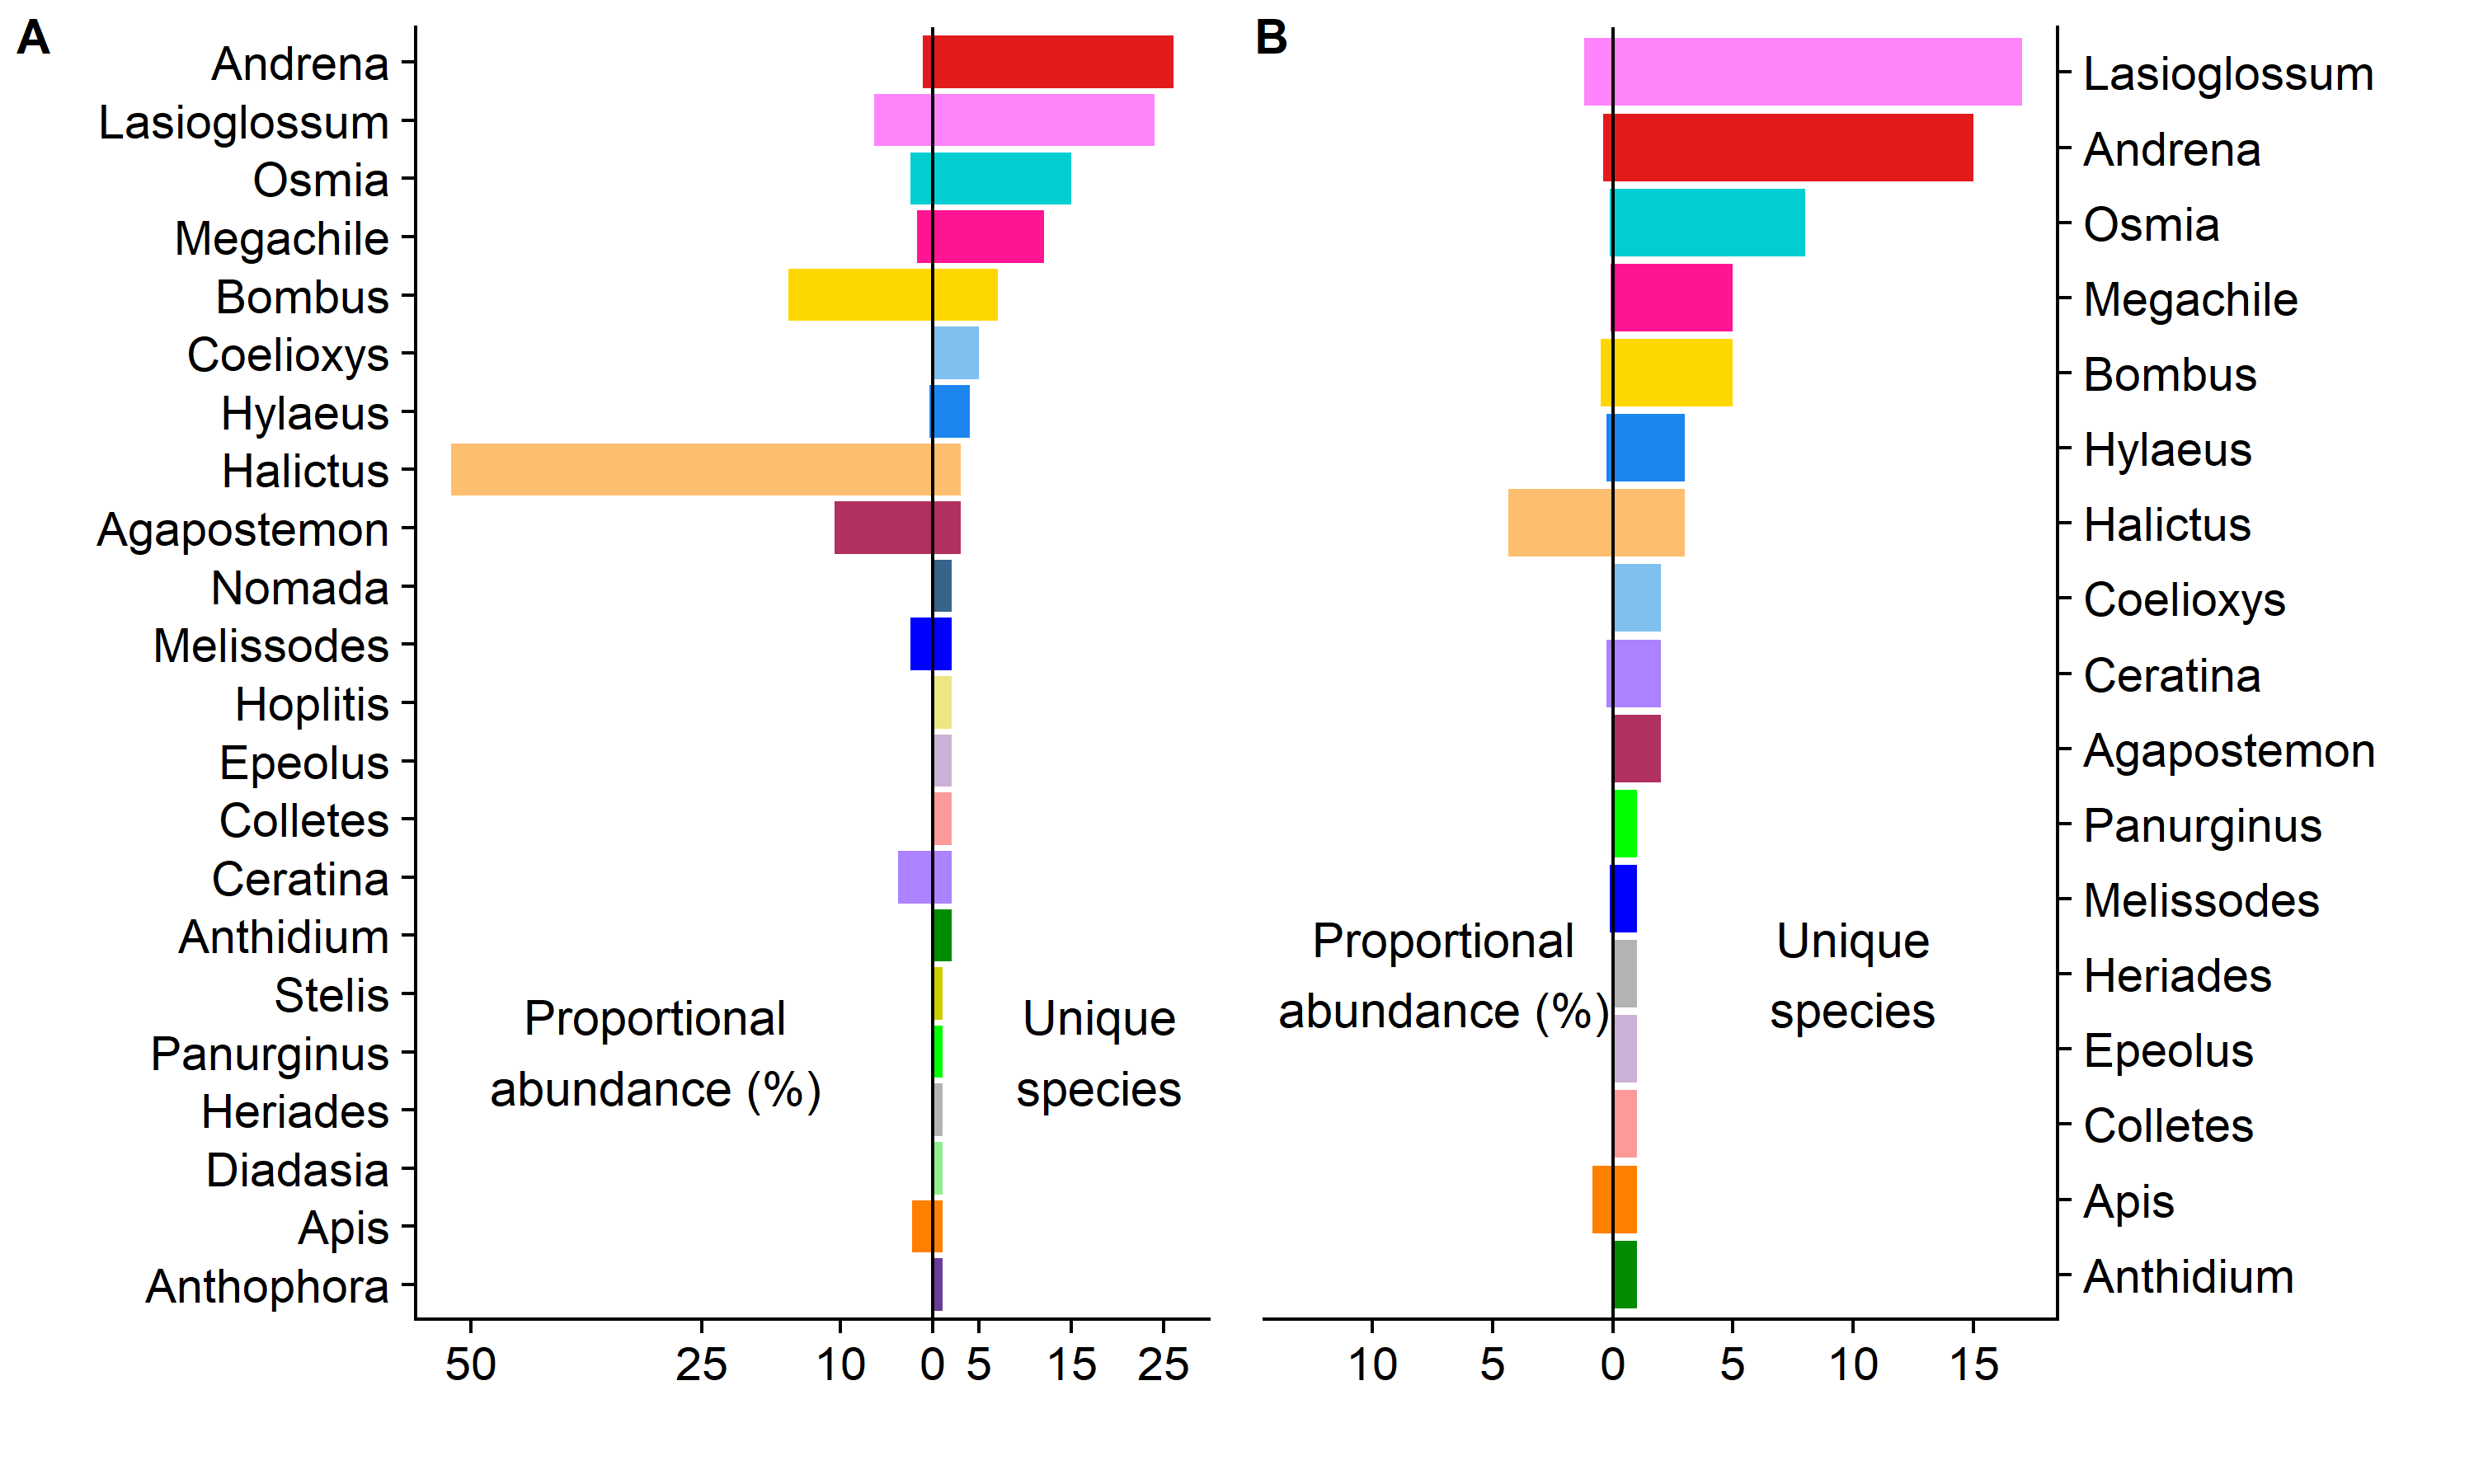 A
Andrena
Lasioglossum
Osmia
Megachile
Bombus
Coelioxys
Hylaeus
Halictus
Agapostemon
Nomada
Melissodes
Hoplitis
Epeolus
Colletes
Ceratina
Anthidium
Stelis
Panurginus
Heriades
Diadasia
Apis
Anthophora
Proportional
abundance (%)
Unique
species
50 25 10 0 5 15 25
B
Lasioglossum
Andrena
Osmia
Megachile
Bombus
Hylaeus
Halictus
Coelioxys
Ceratina
Agapostemon
Panurginus
Melissodes
Heriades
Epeolus
Colletes
Apis
Anthidium
Proportional
abundance (%)
Unique
species
10 5 0 5 10 15